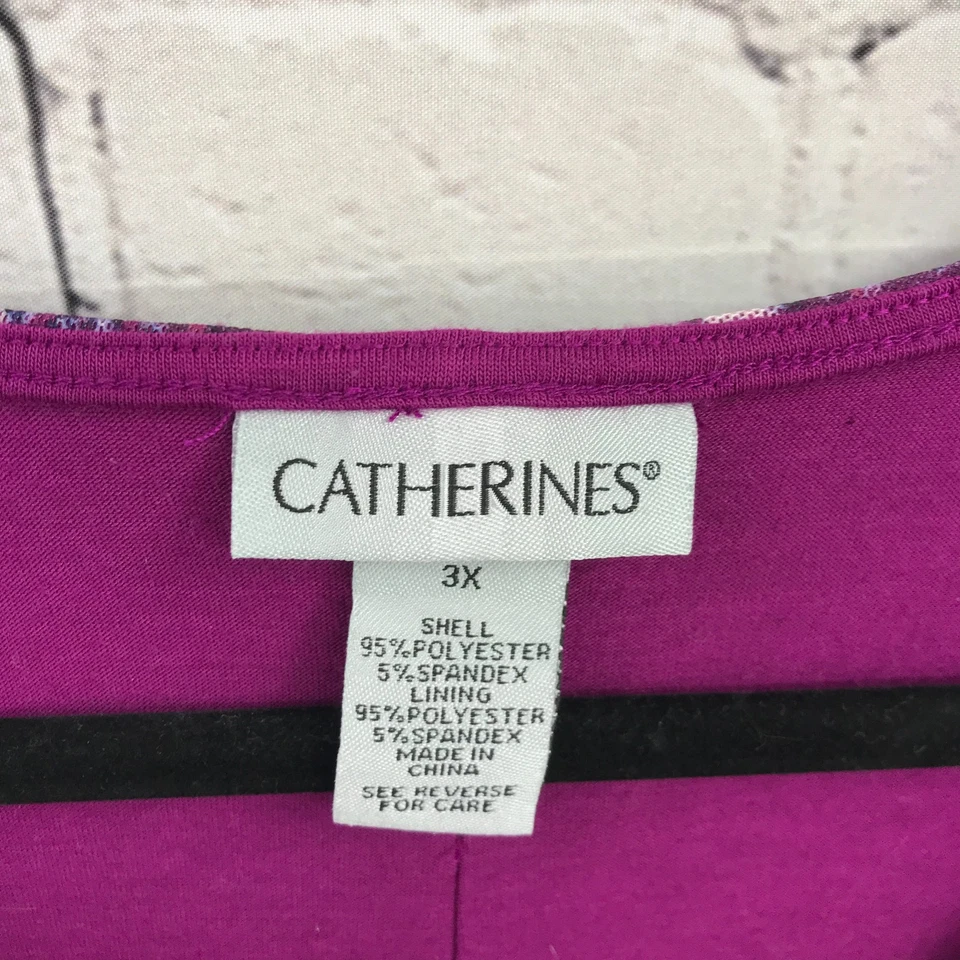 CATHERINES®
3X
SHELL
95%POLYESTER
5%SPANDEX
LINING
95%POLYESTER
5%SPANDEX
MADE IN
CHINA
SEE REVERSE
FOR CARE